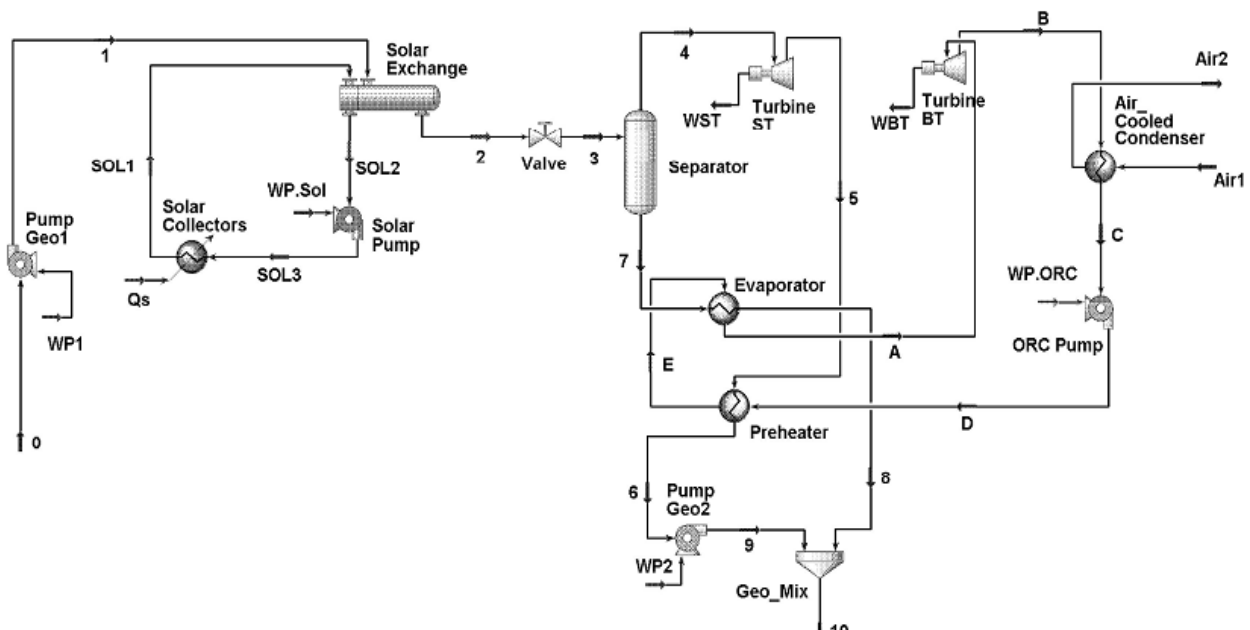 1
Solar
Exchange
SOL1
SOL2
WP.Sol
Solar
Pump
Solar
Collectors
SOL3
Qs
Pump
Geo1
WP1
0
2
Valve
3
4
Separator
WST
Turbine
ST
5
7
Evaporator
A
E
Preheater
D
6
Pump
Geo2
WP2
9
8
Geo_Mix
10
WBT
Turbine
BT
B
Air2
Air_
Cooled
Condenser
Air1
C
WP.ORC
ORC Pump